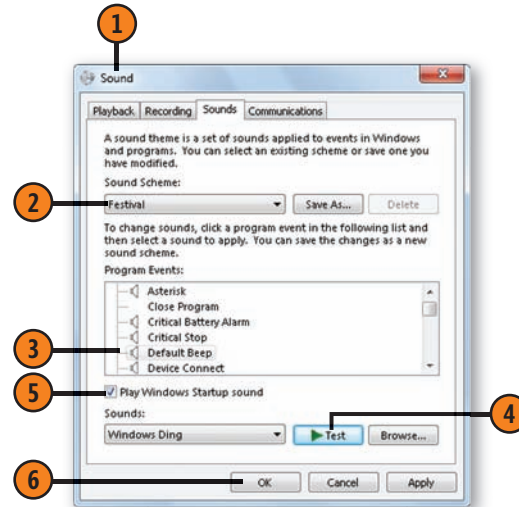 1
Sound
Playback Recording Sounds Communications
A sound theme is a set of sounds applied to events in Windows
and programs. You can select an existing scheme or save one you
have modified.
Sound Scheme:
2
Festival Save As... Delete
To change sounds, click a program event in the following list and
then select a sound to apply. You can save the changes as a new
sound scheme.
Program Events:
Asterisk
Close Program
Critical Battery Alarm
Critical Stop
3
Default Beep
Device Connect
5
Play Windows Startup sound
4
Sounds:
Windows Ding Test Browse...
6
OK Cancel Apply